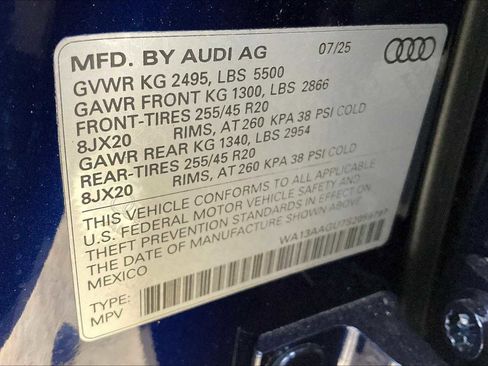 MFD. BY AUDI AG 07/25
GVWR KG 2495, LBS 5500
GAWR FRONT KG 1300, LBS 2866
FRONT-TIRES 255/45 R20
8JX20 RIMS, AT 260 KPA 38 PSI COLD
GAWR REAR KG 1340, LBS 2954
REAR-TIRES 255/45 R20
8JX20 RIMS, AT 260 KPA 38 PSI COLD
THIS VEHICLE CONFORMS TO ALL APPLICABLE
U.S. FEDERAL MOTOR VEHICLE SAFETY AND
THEFT PREVENTION STANDARDS IN EFFECT ON
THE DATE OF MANUFACTURE SHOWN ABOVE.
MEXICO
TYPE:
MPV